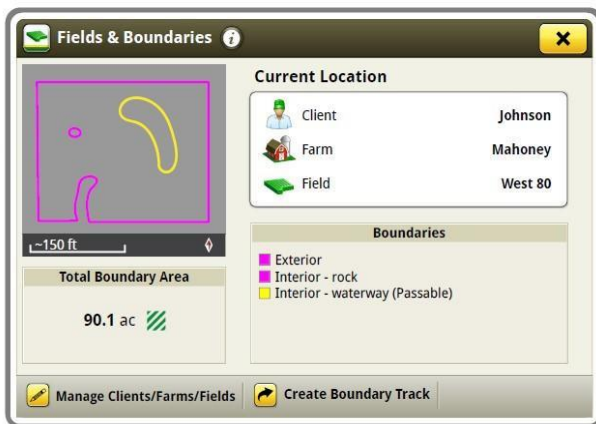 Fields & Boundaries i
Current Location
Client Johnson
Farm Mahoney
Field West 80
~150 ft
Boundaries
Exterior
Interior - rock
Interior - waterway (Passable)
Total Boundary Area
90.1 ac
Manage Clients/Farms/Fields
Create Boundary Track